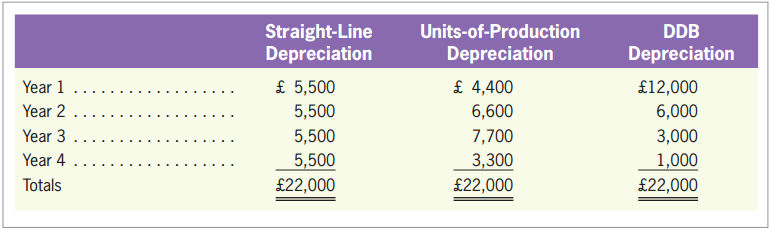 Straight-Line Units-of-Production DDB
Depreciation Depreciation Depreciation
Year 1 . . . . . . . . . . . . . . . . . . £ 5,500 £ 4,400 £12,000
Year 2 . . . . . . . . . . . . . . . . . . 5,500 6,600 6,000
Year 3 . . . . . . . . . . . . . . . . . . 5,500 7,700 3,000
Year 4 . . . . . . . . . . . . . . . . . . 5,500 3,300 1,000
Totals £22,000 £22,000 £22,000